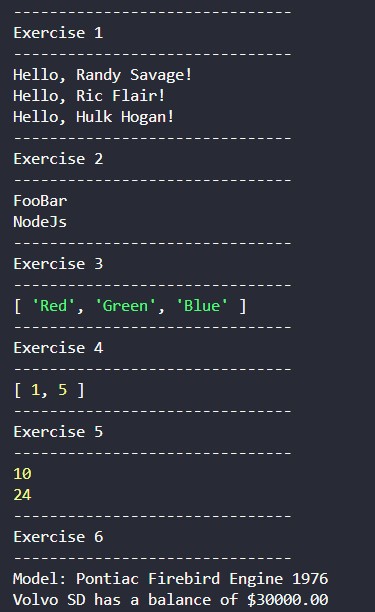 -------------------------------
Exercise 1
-------------------------------
Hello, Randy Savage!
Hello, Ric Flair!
Hello, Hulk Hogan!
-------------------------------
Exercise 2
-------------------------------
FooBar
NodeJs
-------------------------------
Exercise 3
-------------------------------
[ 'Red', 'Green', 'Blue' ]
-------------------------------
Exercise 4
-------------------------------
[ 1, 5 ]
-------------------------------
Exercise 5
-------------------------------
10
24
-------------------------------
Exercise 6
-------------------------------
Model: Pontiac Firebird Engine 1976
Volvo SD has a balance of $30000.00